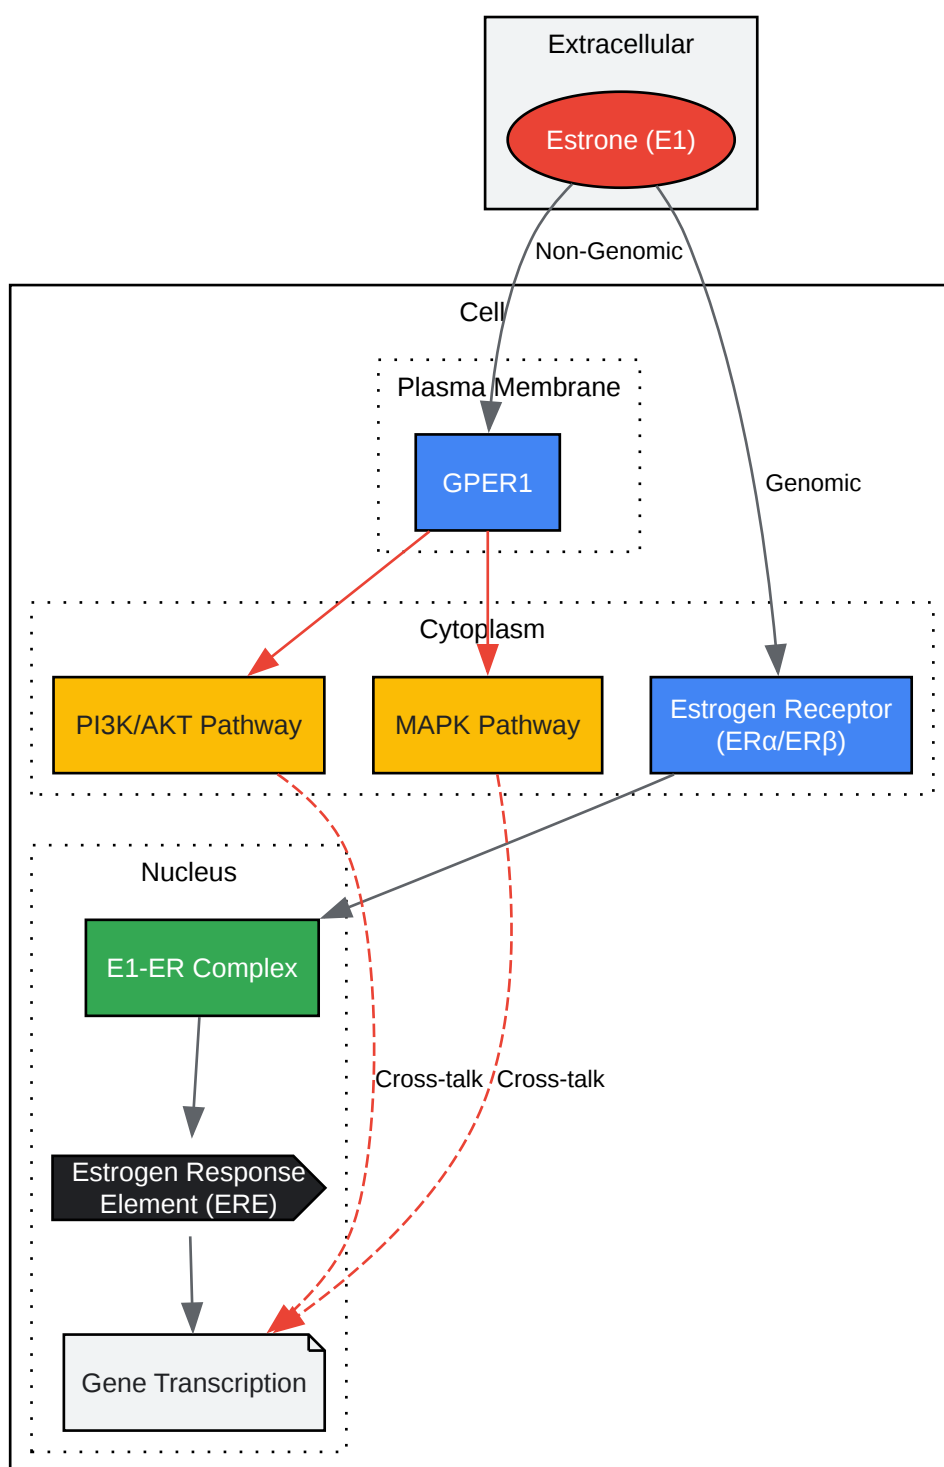 Extracellular
Estrone (E1)
Non-Genomic
Cell
Plasma Membrane
GPER1
Genomic
Cytoplasm
PI3K/AKT Pathway
MAPK Pathway
Estrogen Receptor
(ERα/ERβ)
Nucleus
E1-ER Complex
Cross-talk
Cross-talk
Estrogen Response
Element (ERE)
Gene Transcription